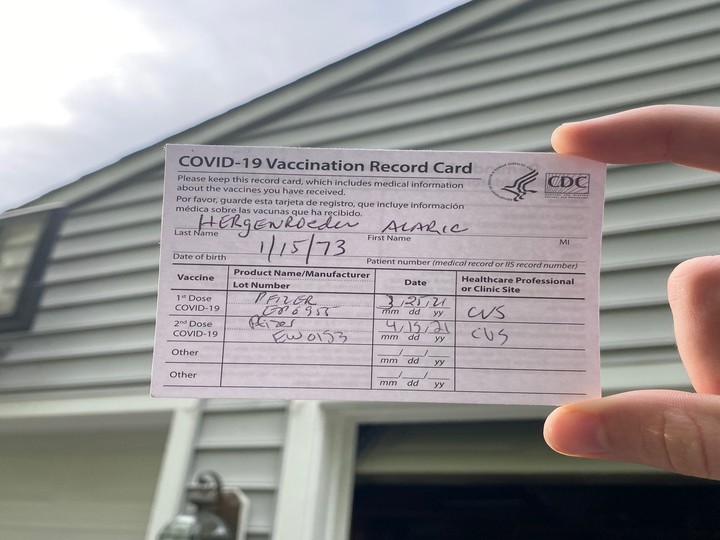 COVID-19 Vaccination Record Card
CDC
Please keep this record card, which includes medical information
about the vaccines you have received.
Por favor, guarde esta tarjeta de registro, que incluye información
médica sobre las vacunas que ha recibido.
HERgenROeder ALARIC
Last Name First Name MI
1/15/73
Date of birth Patient number (medical record or IIS record number)
Vaccine Product Name/Manufacturer Date Healthcare Professional
Lot Number or Clinic Site
1st Dose PFIZER 3/25/21 CVS
COVID-19 mm dd yy
2nd Dose Pfizer 4/15/21 CVS
COVID-19 EW0153 mm dd yy
Other / /
mm dd yy
Other / /
mm dd yy